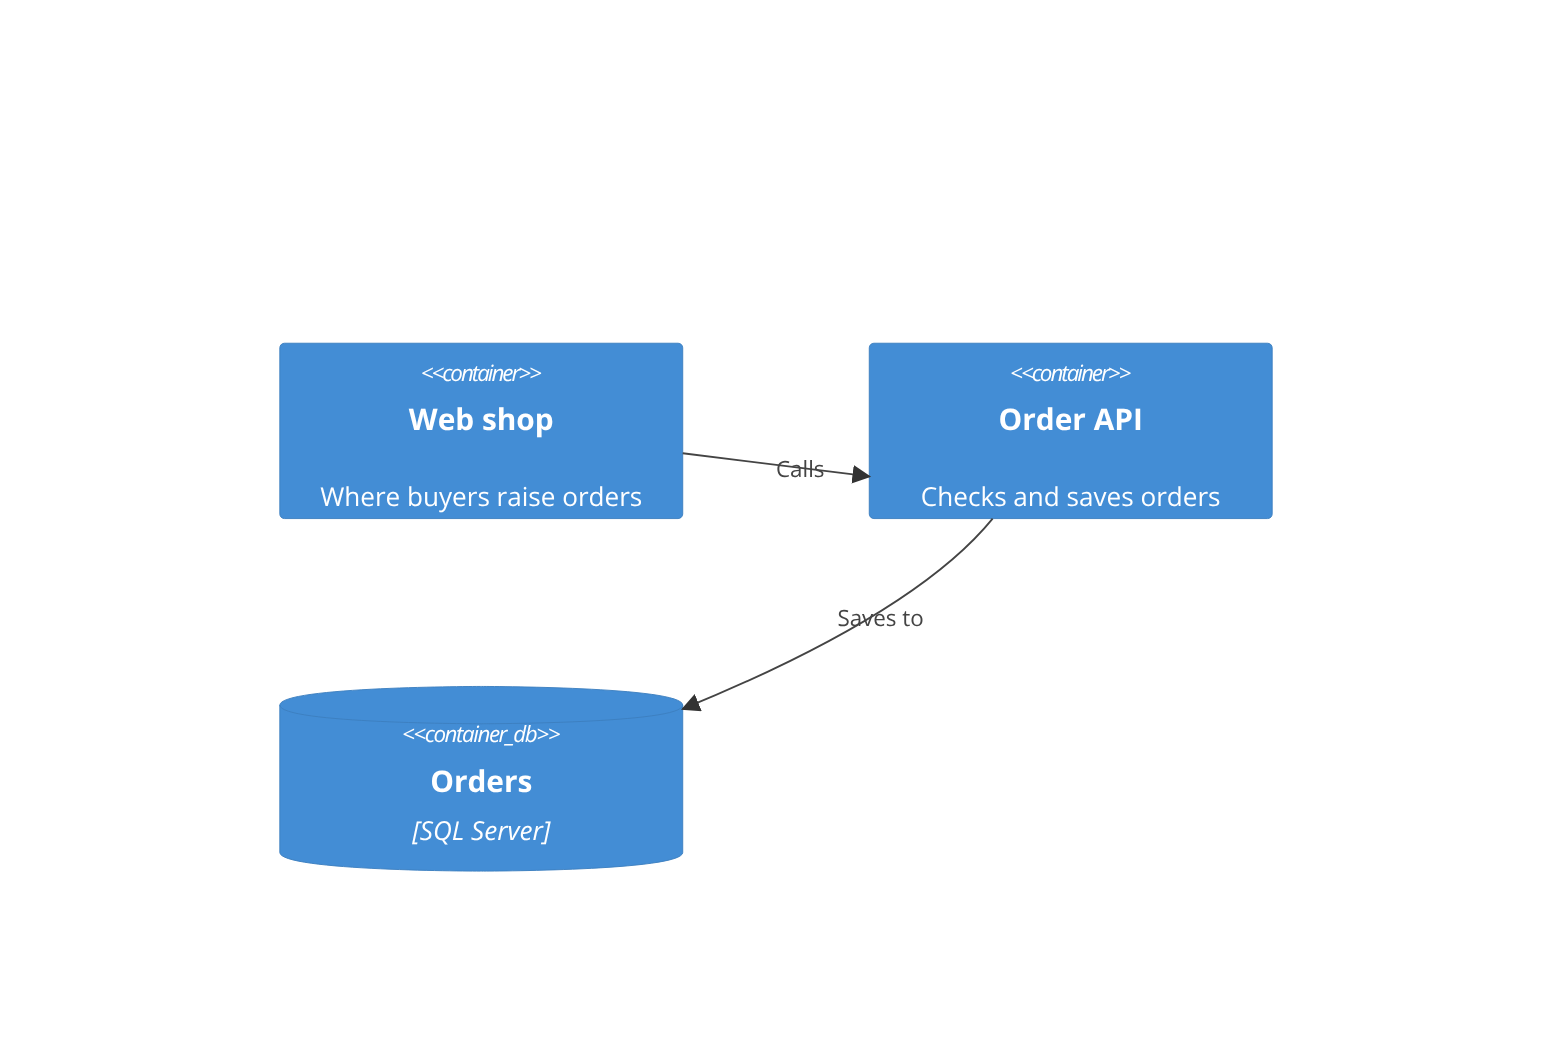 <<container>>
Web shop
Where buyers raise orders
Calls
<<container>>
Order API
Checks and saves orders
Saves to
<<container_db>>
Orders
[SQL Server]